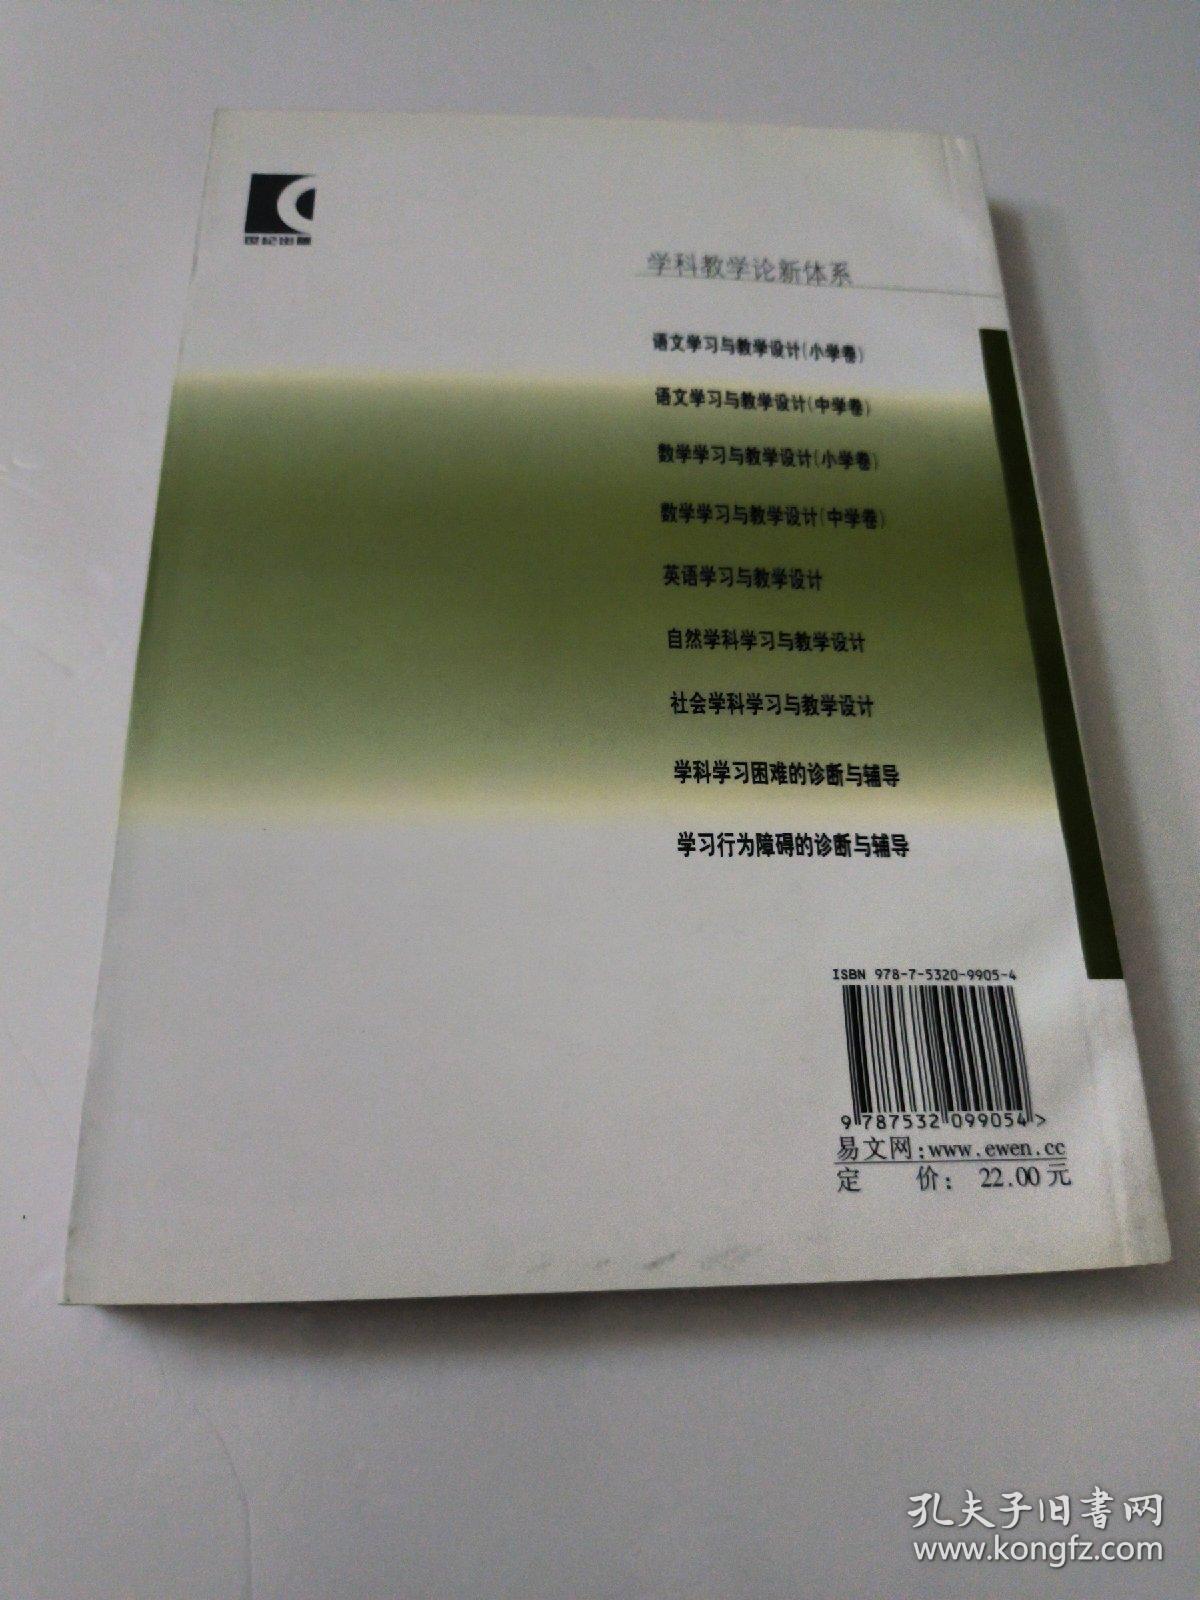 世纪出版
学科教学论新体系
语文学习与教学设计(小学卷)
语文学习与教学设计(中学卷)
数学学习与教学设计(小学卷)
数学学习与教学设计(中学卷)
英语学习与教学设计
自然学科学习与教学设计
社会学科学习与教学设计
学科学习困难的诊断与辅导
学习行为障碍的诊断与辅导
ISBN 978-7-5320-9905-4
9 787532 099054 >
易文网:www.ewen.cc
定 价: 22.00元
孔夫子旧书网
www.kongfz.com